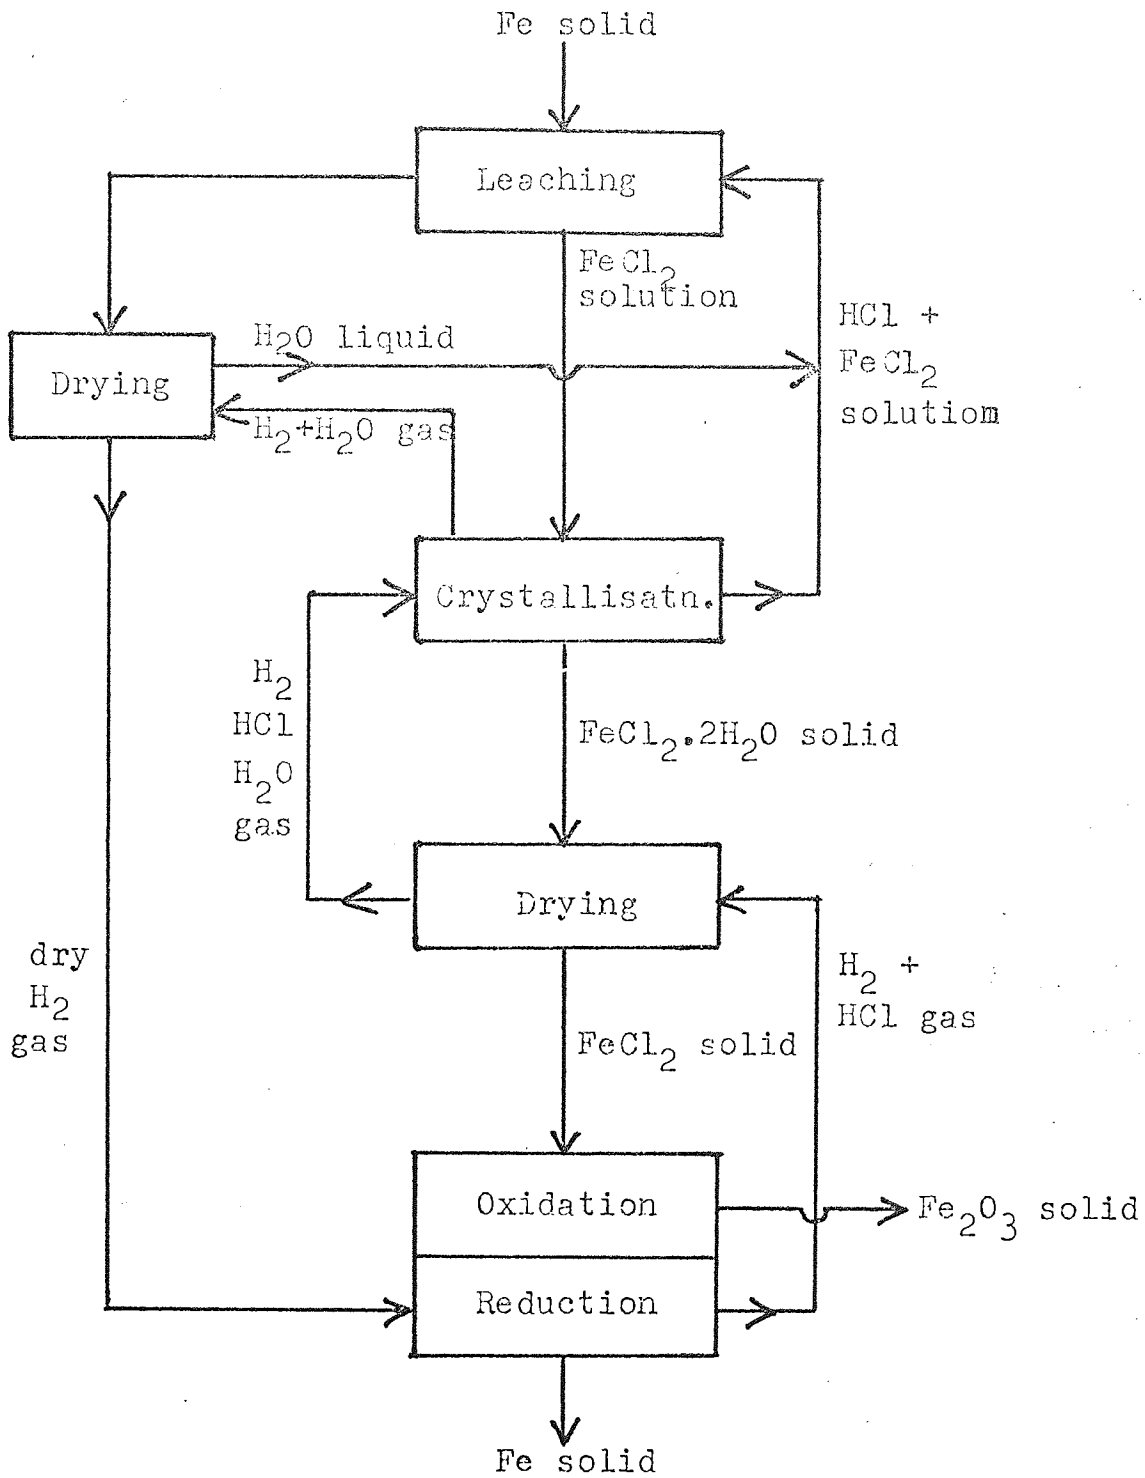 Fe solid
Leaching
FeCl2
solution
HCl +
FeCl2
solutiom
H2O liquid
Drying
H2+H2O gas
Crystallisatn.
H2
HCl
H2O
gas
FeCl2.2H2O solid
Drying
dry
H2
gas
H2 +
HCl gas
FeCl2 solid
Oxidation
Fe2O3 solid
Reduction
Fe solid